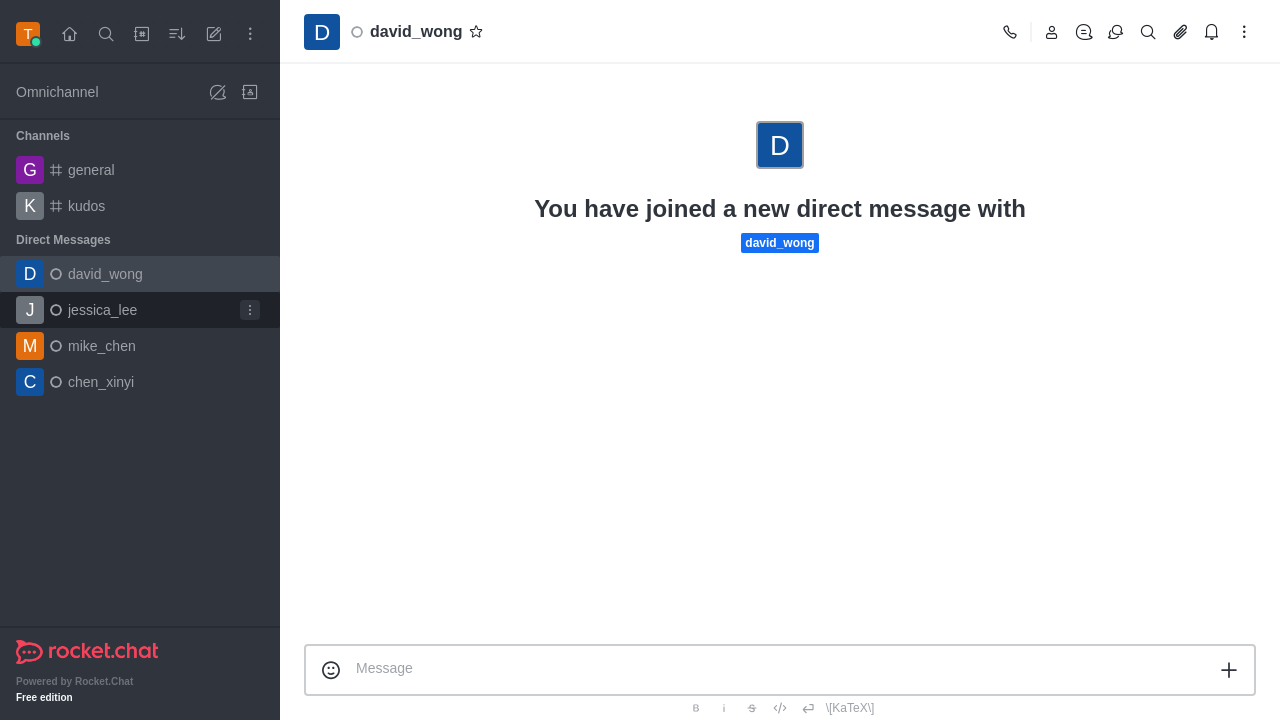 T
Omnichannel
Channels
G general
K kudos
Direct Messages
D david_wong
J jessica_lee
M mike_chen
C chen_xinyi
rocket.chat
Powered by Rocket.Chat
Free edition
D david_wong
D
You have joined a new direct message with
david_wong
Message
B i S \[KaTeX\]